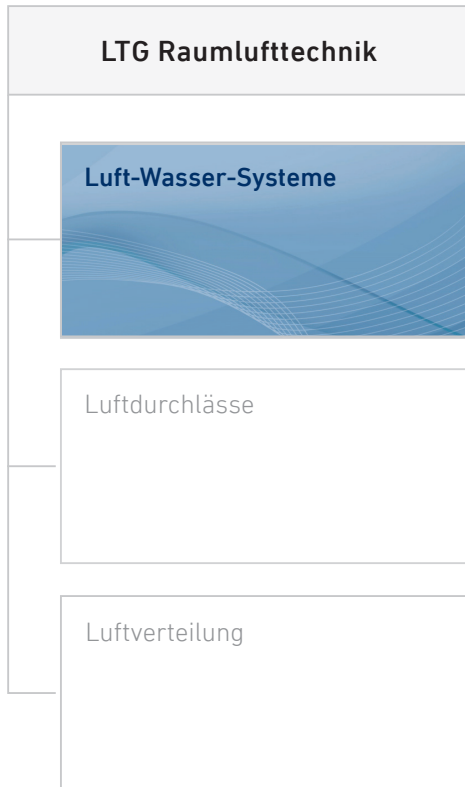 LTG Raumlufttechnik
Luft-Wasser-Systeme
Luftdurchlässe
Luftverteilung